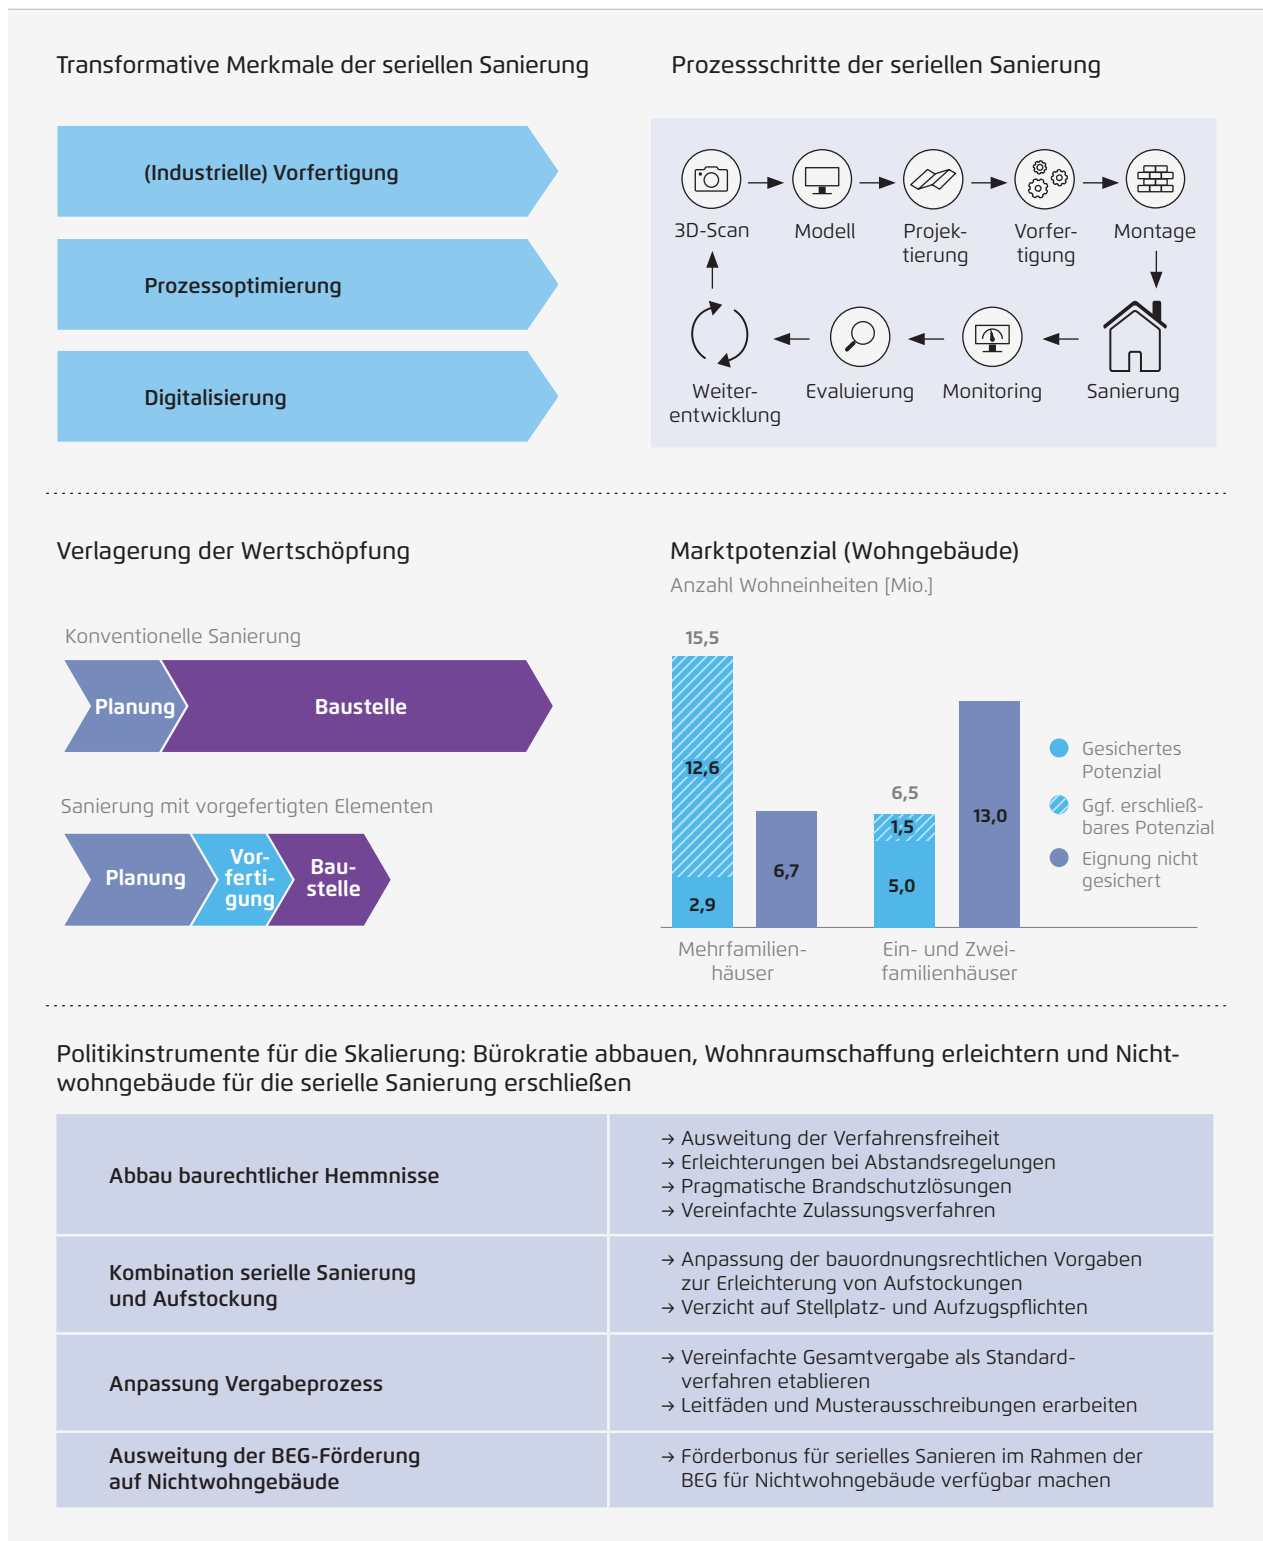 Transformative Merkmale der seriellen Sanierung
(Industrielle) Vorfertigung
Prozessoptimierung
Digitalisierung
Prozessschritte der seriellen Sanierung
3D-Scan
Modell
Projek-
tierung
Vorfer-
tigung
Montage
Sanierung
Monitoring
Evaluierung
Weiter-
entwicklung
Verlagerung der Wertschöpfung
Konventionelle Sanierung
Planung
Baustelle
Sanierung mit vorgefertigten Elementen
Planung
Vor-
ferti-
gung
Bau-
stelle
Marktpotenzial (Wohngebäude)
Anzahl Wohneinheiten [Mio.]
15,5
12,6
2,9
6,7
6,5
1,5
5,0
13,0
Mehrfamilien-
häuser
Ein- und Zwei-
familienhäuser
Gesichertes
Potenzial
Ggf. erschließ-
bares Potenzial
Eignung nicht
gesichert
Politikinstrumente für die Skalierung: Bürokratie abbauen, Wohnraumschaffung erleichtern und Nicht-
wohngebäude für die serielle Sanierung erschließen
Abbau baurechtlicher Hemmnisse
→ Ausweitung der Verfahrensfreiheit
→ Erleichterungen bei Abstandsregelungen
→ Pragmatische Brandschutzlösungen
→ Vereinfachte Zulassungsverfahren
Kombination serielle Sanierung
und Aufstockung
→ Anpassung der bauordnungsrechtlichen Vorgaben
zur Erleichterung von Aufstockungen
→ Verzicht auf Stellplatz- und Aufzugspflichten
Anpassung Vergabeprozess
→ Vereinfachte Gesamtvergabe als Standard-
verfahren etablieren
→ Leitfäden und Musterausschreibungen erarbeiten
Ausweitung der BEG-Förderung
auf Nichtwohngebäude
→ Förderbonus für serielles Sanieren im Rahmen der
BEG für Nichtwohngebäude verfügbar machen